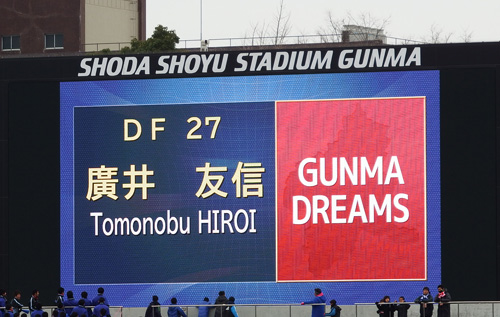 SHODA SHOYU STADIUM GUNMA
DF 27
廣井 友信
Tomonobu HIROI
GUNMA
DREAMS